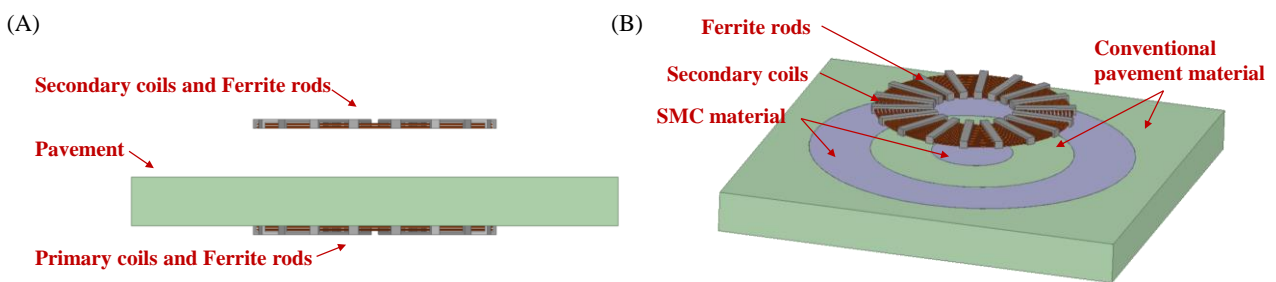 (A)
Secondary coils and Ferrite rods
Pavement
Primary coils and Ferrite rods
(B)
Ferrite rods
Secondary coils
SMC material
Conventional
pavement material